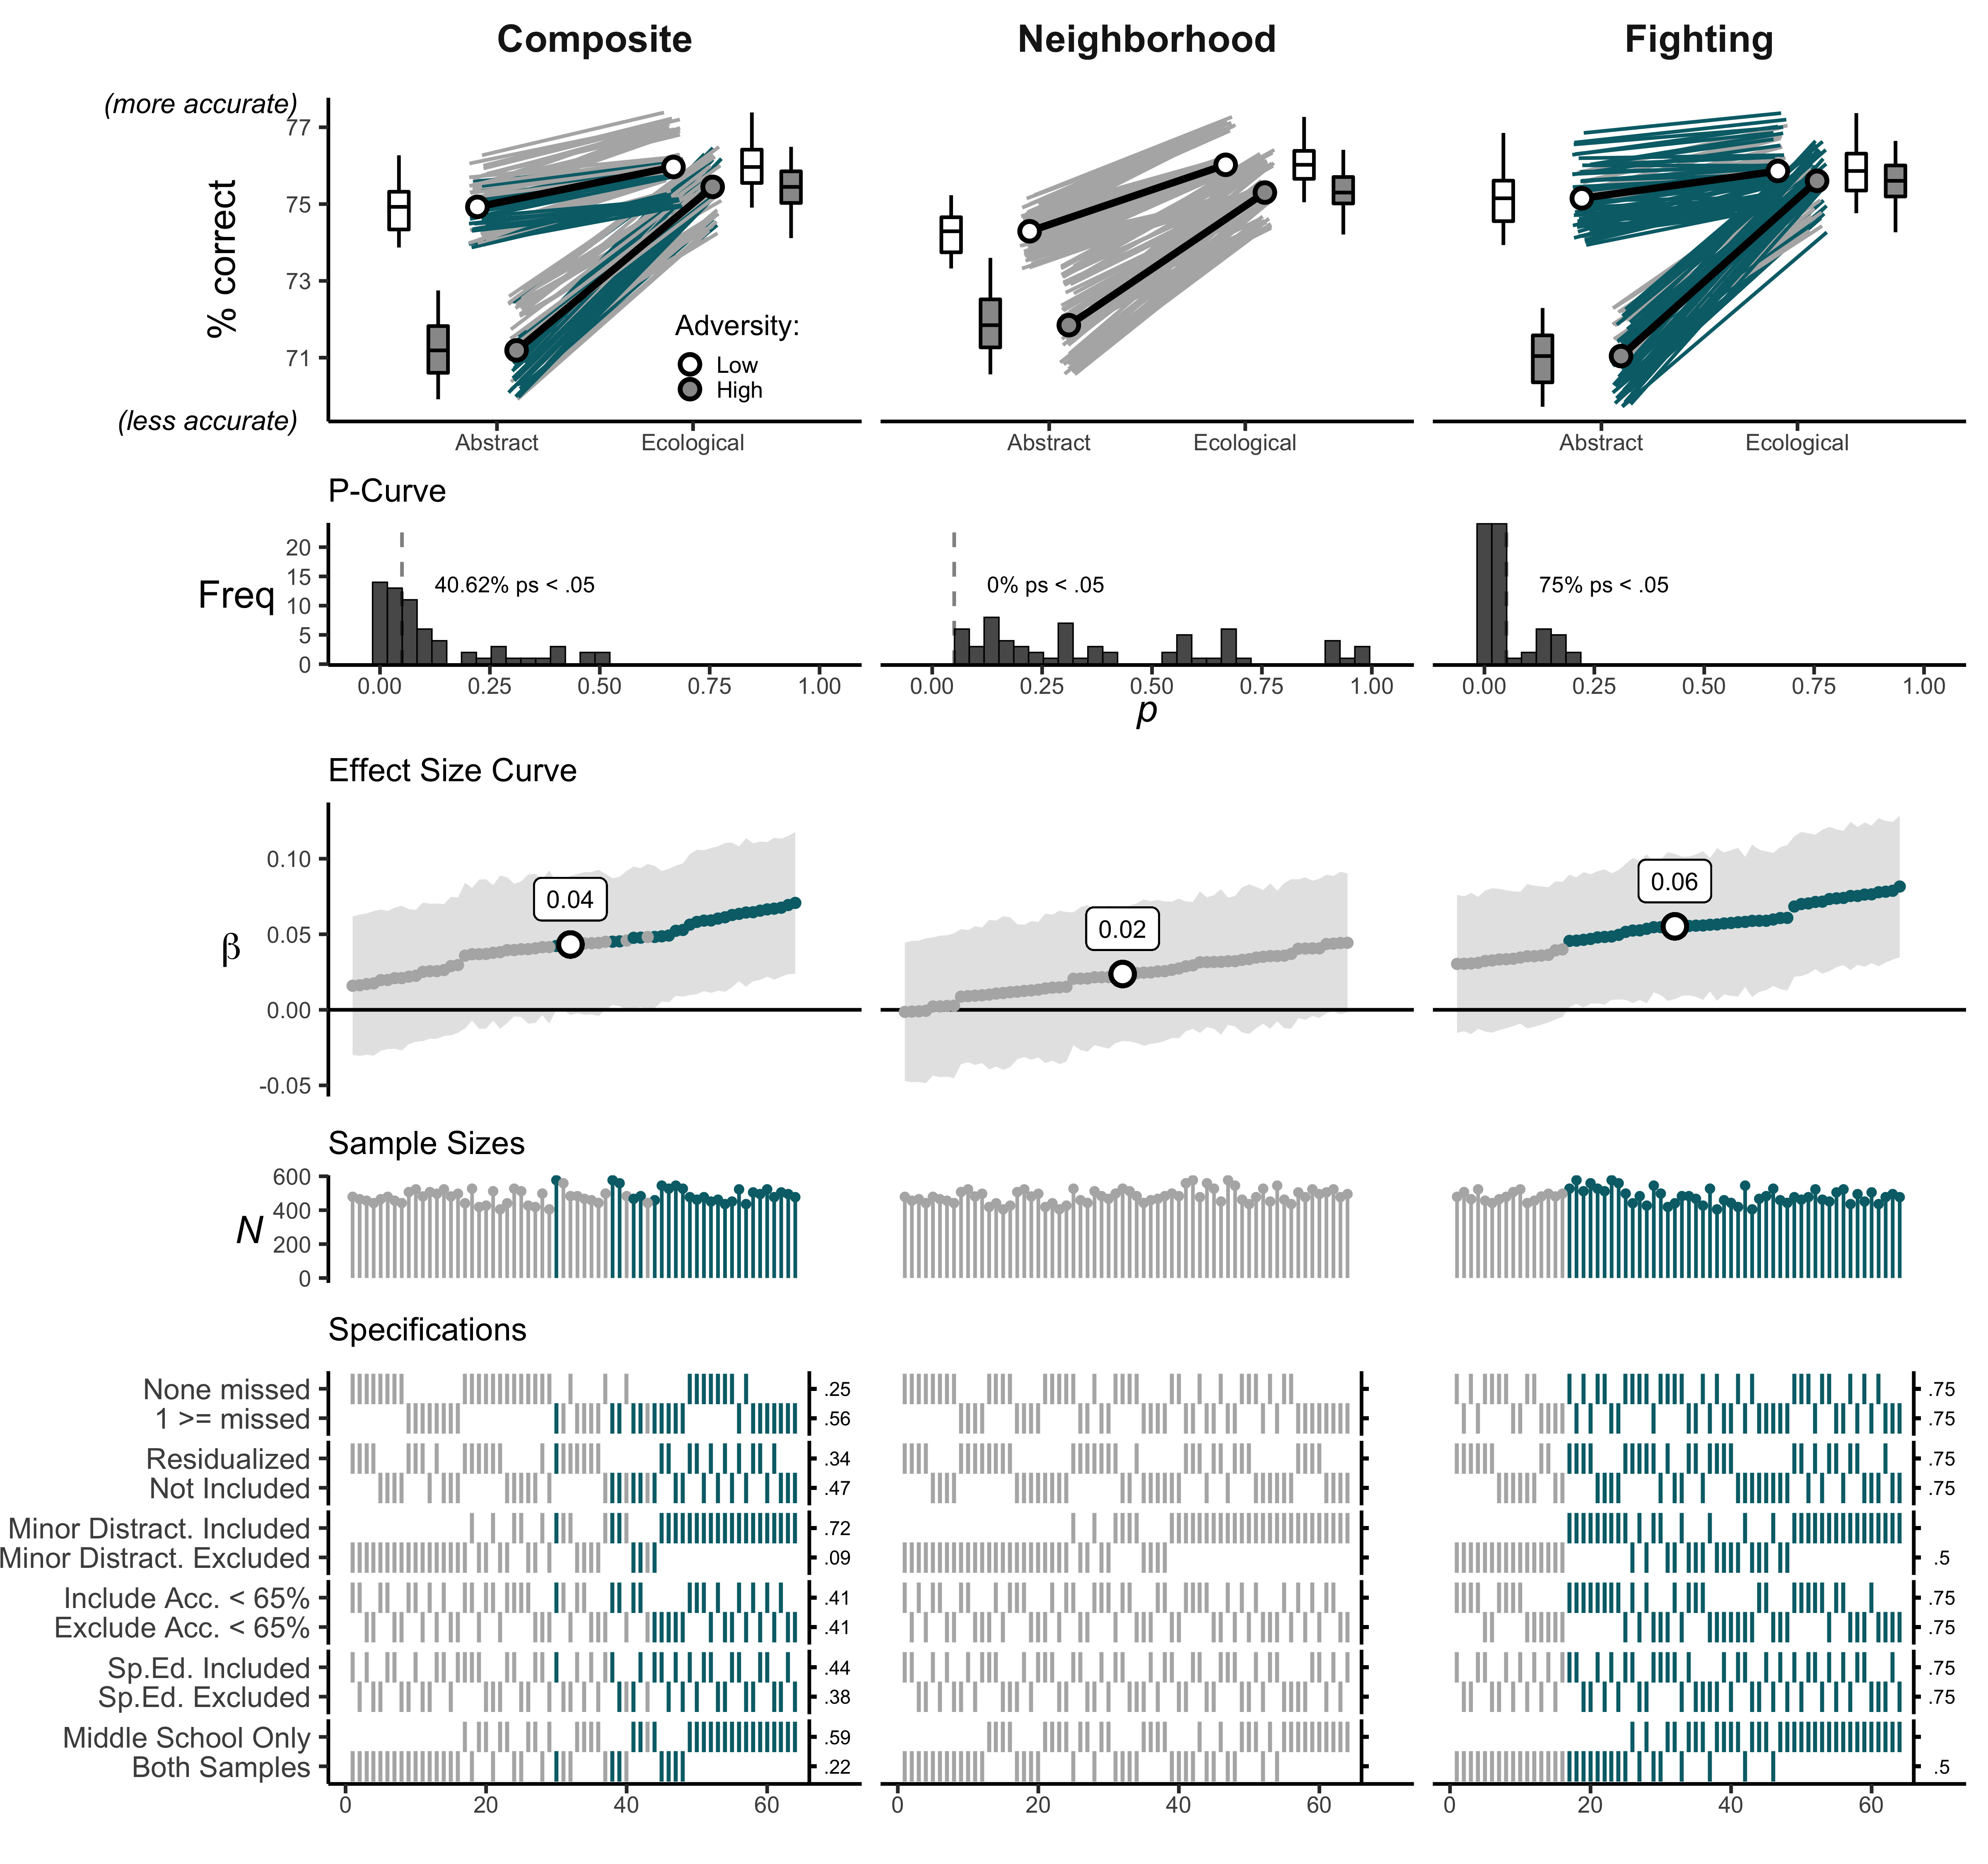 Composite Neighborhood Fighting
(more accurate)
77
75
73
71
% correct
(less accurate)
Adversity:
Low
High
Abstract Ecological Abstract Ecological Abstract Ecological
P-Curve
Freq
20
15
10
5
0
40.62% ps < .05 0% ps < .05 75% ps < .05
0.00 0.25 0.50 0.75 1.00 0.00 0.25 0.50 0.75 1.00 0.00 0.25 0.50 0.75 1.00
p
Effect Size Curve
β
0.10
0.05
0.00
-0.05
0.04 0.02 0.06
Sample Sizes
N
600
400
200
0
Specifications
None missed .25 .75
1 >= missed .56 .75
Residualized .34 .75
Not Included .47 .75
Minor Distract. Included .72
Minor Distract. Excluded .09 .5
Include Acc. < 65% .41 .75
Exclude Acc. < 65% .41 .75
Sp.Ed. Included .44 .75
Sp.Ed. Excluded .38 .75
Middle School Only .59
Both Samples .22 .5
0 20 40 60 0 20 40 60 0 20 40 60